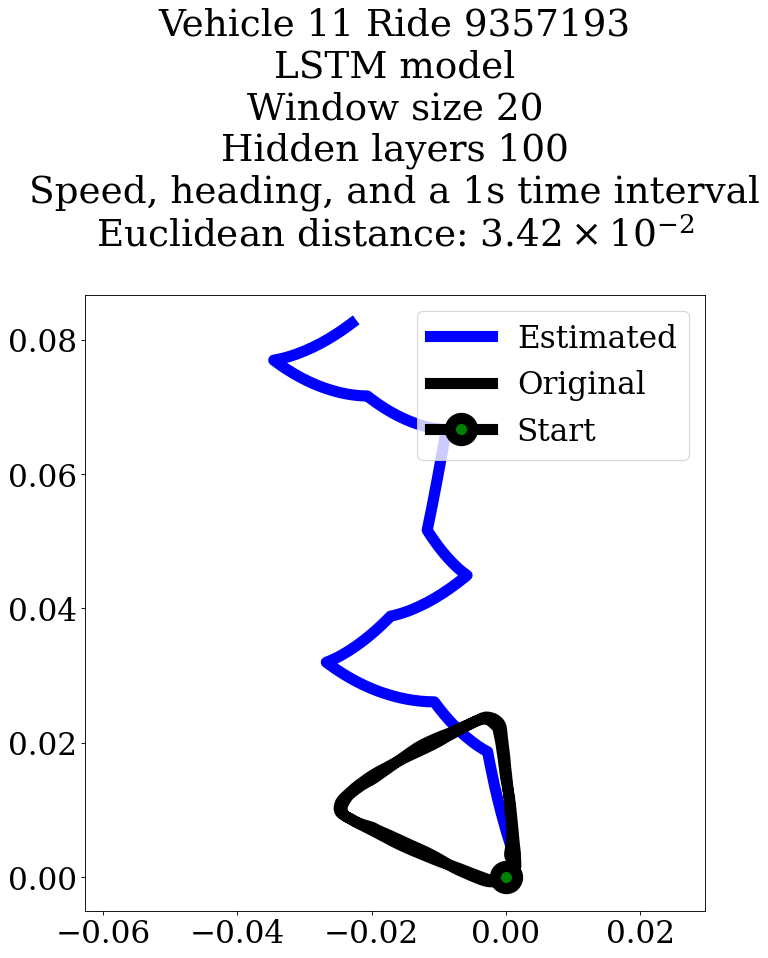 Vehicle 11 Ride 9357193
LSTM model
Window size 20
Hidden layers 100
Speed, heading, and a 1s time interval
Euclidean distance: 3.42 × 10⁻²
Estimated
Original
Start
0.08
0.06
0.04
0.02
0.00
−0.06 −0.04 −0.02 0.00 0.02